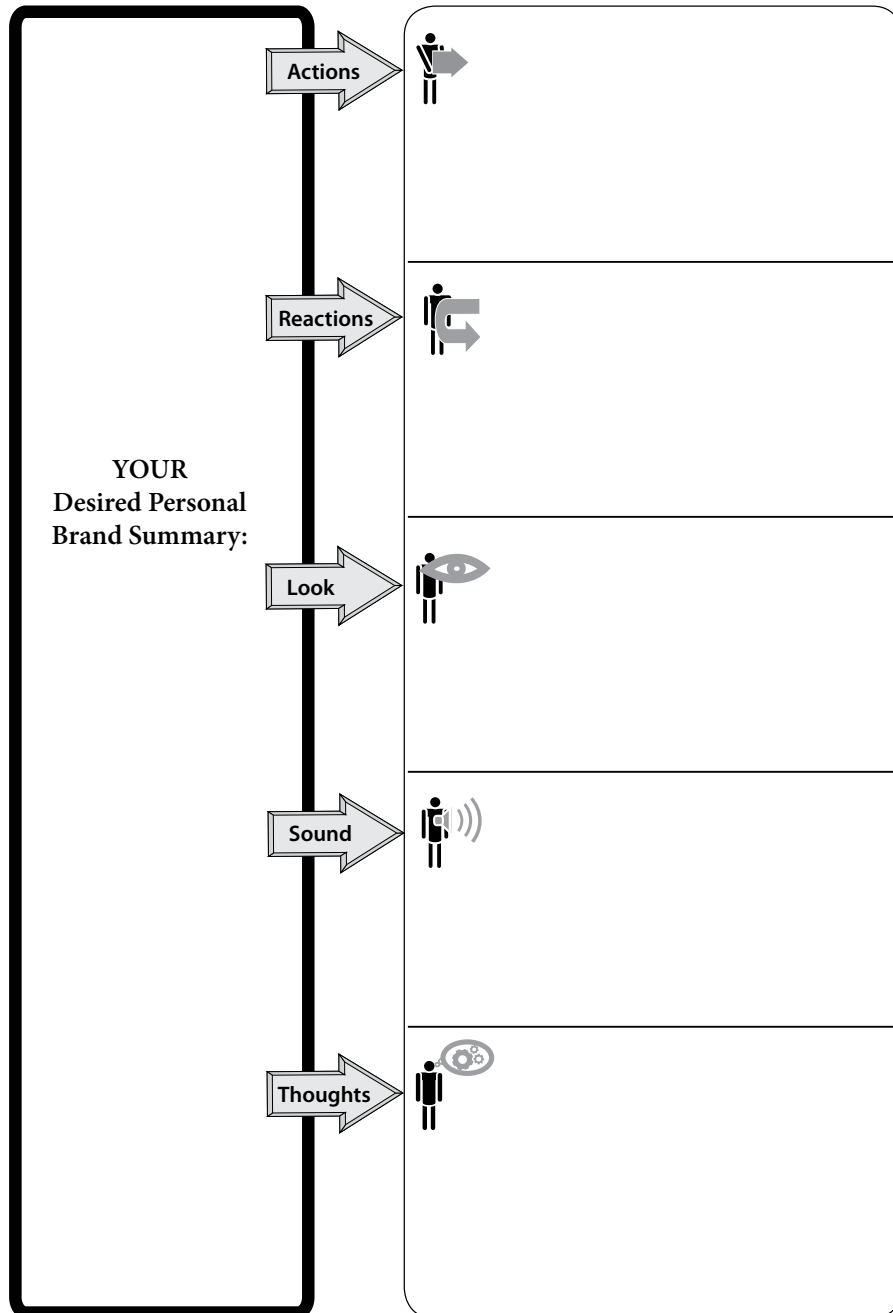 Actions
Reactions
YOUR
Desired Personal
Brand Summary:
Look
Sound
Thoughts